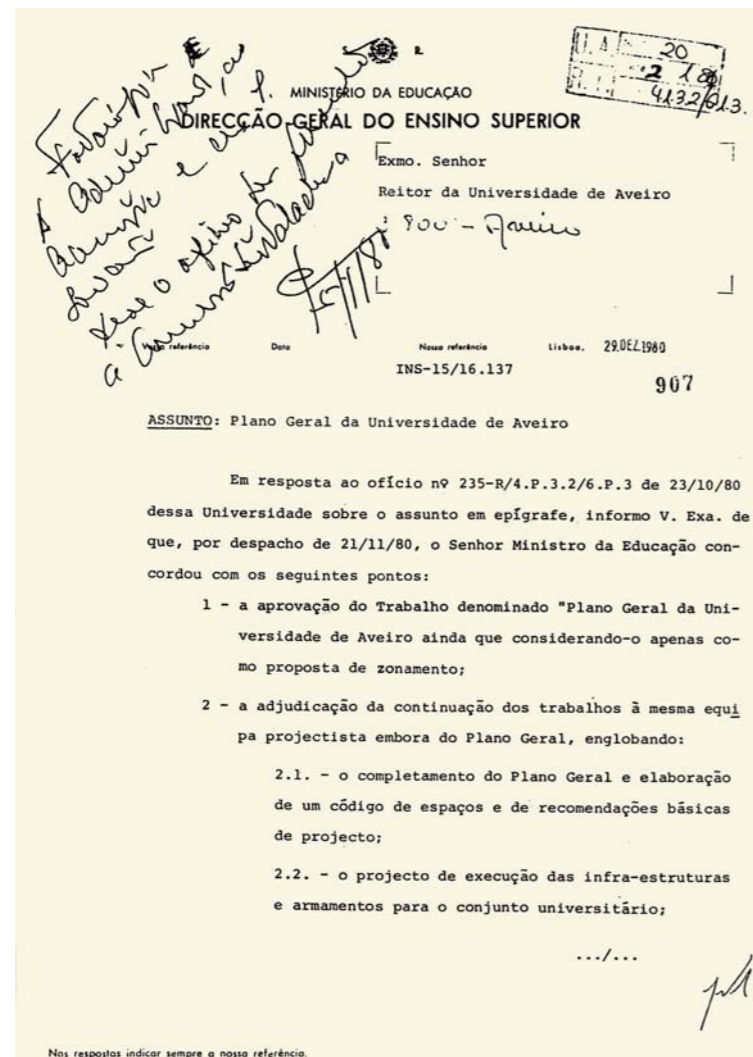 S. R.
MINISTÉRIO DA EDUCAÇÃO
DIRECÇÃO-GERAL DO ENSINO SUPERIOR
U. A.
20
2 1 81
4132/613.
Exmo. Senhor
Reitor da Universidade de Aveiro
800 - Aveiro
Vossa referência Data Nossa referência Lisboa, 29.DEZ.1980
INS-15/16.137
907
ASSUNTO: Plano Geral da Universidade de Aveiro
Em resposta ao ofício nº 235-R/4.P.3.2/6.P.3 de 23/10/80
dessa Universidade sobre o assunto em epígrafe, informo V. Exa. de
que, por despacho de 21/11/80, o Senhor Ministro da Educação con-
cordou com os seguintes pontos:
1 - a aprovação do Trabalho denominado "Plano Geral da Uni-
versidade de Aveiro ainda que considerando-o apenas co-
mo proposta de zonamento;
2 - a adjudicação da continuação dos trabalhos à mesma equi
pa projectista embora do Plano Geral, englobando:
2.1. - o completamento do Plano Geral e elaboração
de um código de espaços e de recomendações básicas
de projecto;
2.2. - o projecto de execução das infra-estruturas
e armamentos para o conjunto universitário;
.../...
Nas respostas indicar sempre a nossa referência.